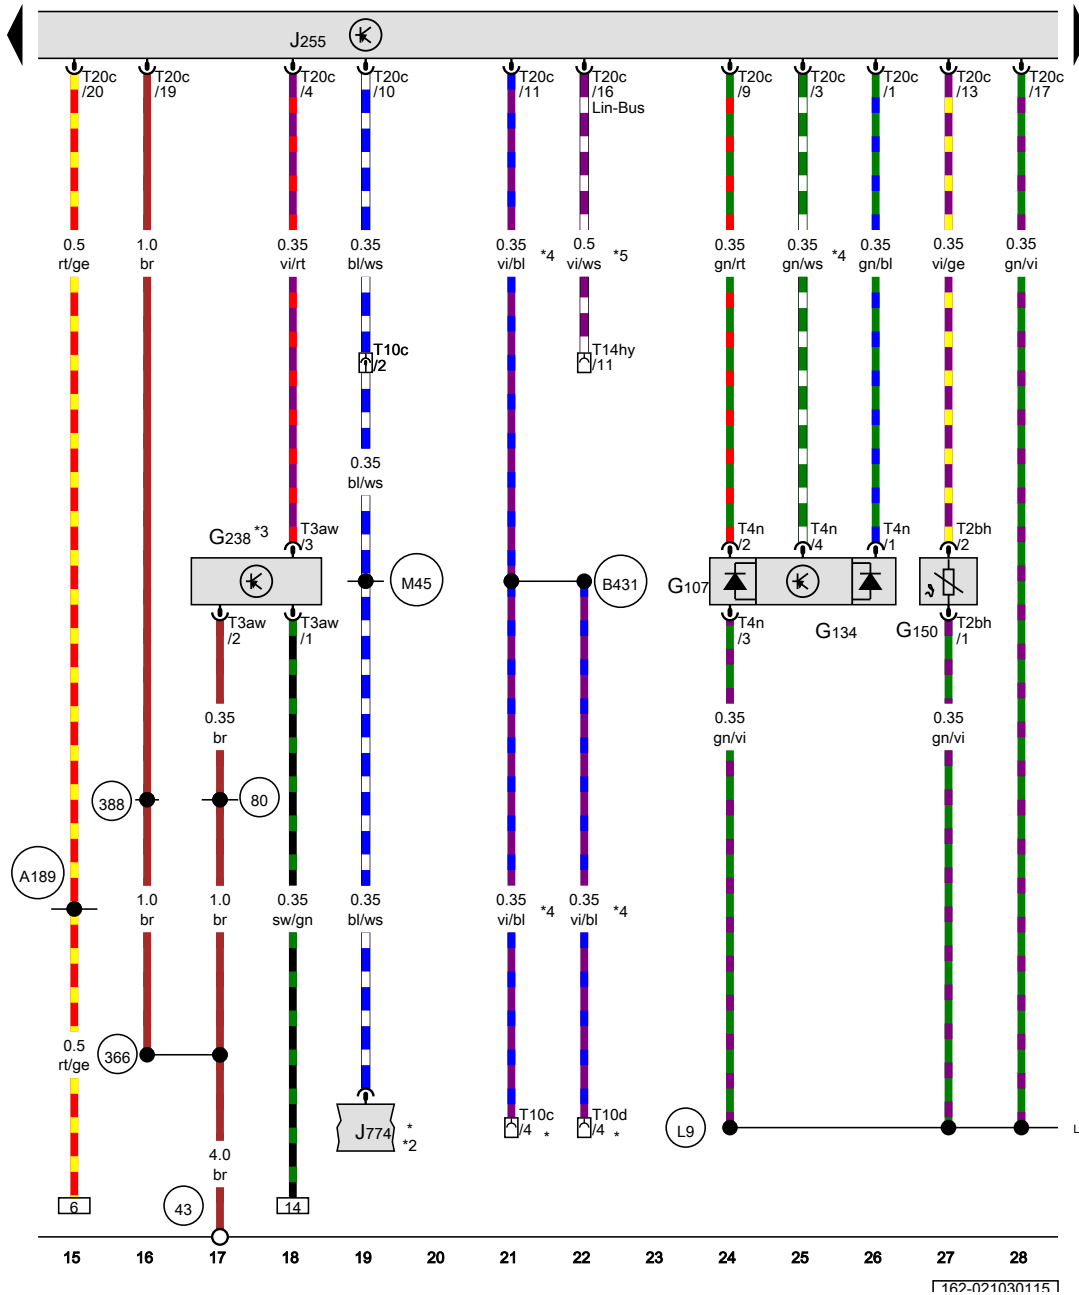 J255
T20c
/20
T20c
/19
T20c
/4
T20c
/10
T20c
/11
T20c
/16
Lin-Bus
T20c
/9
T20c
/3
T20c
/1
T20c
/13
T20c
/17
0.5
rt/ge
1.0
br
0.35
vi/rt
0.35
bl/ws
0.35
vi/bl
*4
0.5
vi/ws
*5
0.35
gn/rt
0.35
gn/ws
*4
0.35
gn/bl
0.35
vi/ge
0.35
gn/vi
T10c
/2
T14hy
/11
0.35
bl/ws
G238 *3
T3aw
/3
T4n
/2
T4n
/4
T4n
/1
T2bh
/2
M45
B431
G107
T3aw
/2
T3aw
/1
T4n
/3
G134
G150
T2bh
/1
0.35
br
0.35
gn/vi
0.35
gn/vi
388
80
A189
1.0
br
1.0
br
0.35
sw/gn
0.35
bl/ws
0.35
vi/bl
*4
0.35
vi/bl
*4
0.5
rt/ge
366
J774
*
*2
T10c
/4
*
T10d
/4
*
L9
L
4.0
br
6
43
14
15 16 17 18 19 20 21 22 23 24 25 26 27 28
162-021030115